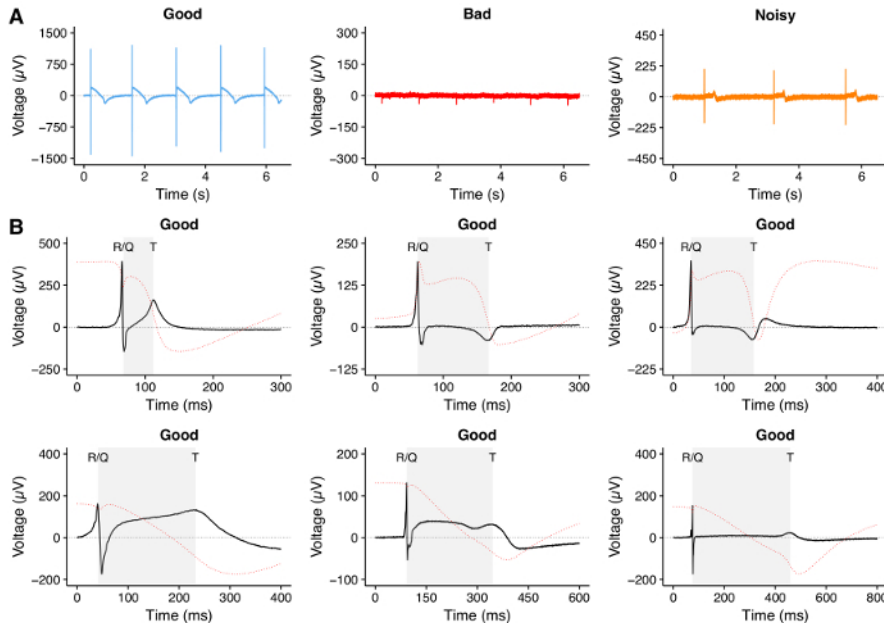 A
Good Bad Noisy
1500 300 450
750 150 225
0 0 0
−750 −150 −225
−1500 −300 −450
Voltage (µV) Voltage (µV) Voltage (µV)
0 2 4 6 0 2 4 6 0 2 4 6
Time (s) Time (s) Time (s)
B
Good Good Good
R/Q T R/Q T R/Q T
500 250 450
250 125 225
0 0 0
−250 −125 −225
Voltage (µV) Voltage (µV) Voltage (µV)
0 100 200 300 0 100 200 300 0 100 200 300 400
Time (ms) Time (ms) Time (ms)
Good Good Good
R/Q T R/Q T R/Q T
400 200 400
200 100 200
0 0 0
−200 −100 −200
Voltage (µV) Voltage (µV) Voltage (µV)
0 100 200 300 400 0 150 300 450 600 0 200 400 600 800
Time (ms) Time (ms) Time (ms)